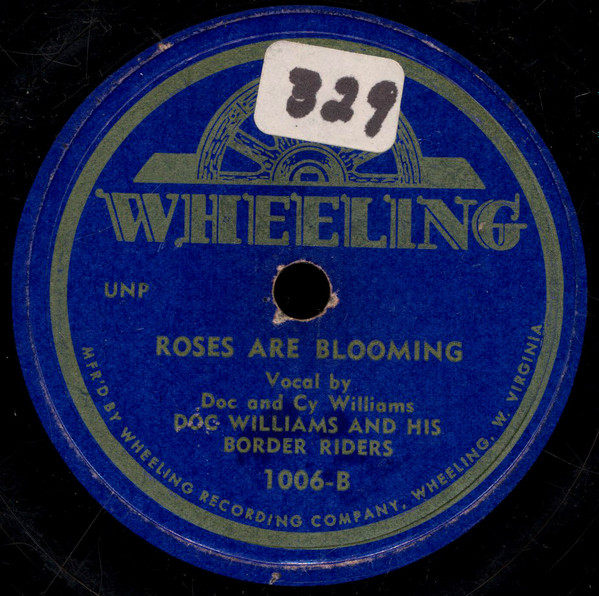 329
WHEELING
UNP
ROSES ARE BLOOMING
Vocal by
Doc and Cy Williams
DOC WILLIAMS AND HIS
BORDER RIDERS
1006-B
MFR'D BY WHEELING RECORDING COMPANY, WHEELING, W. VIRGINIA